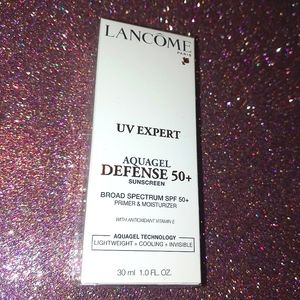 LANCÔME
PARIS
UV EXPERT
AQUAGEL
DEFENSE 50+
SUNSCREEN
BROAD SPECTRUM SPF 50+
PRIMER & MOISTURIZER
WITH ANTIOXIDANT VITAMIN E
AQUAGEL TECHNOLOGY
LIGHTWEIGHT + COOLING + INVISIBLE
30 ml 1.0 FL. OZ.